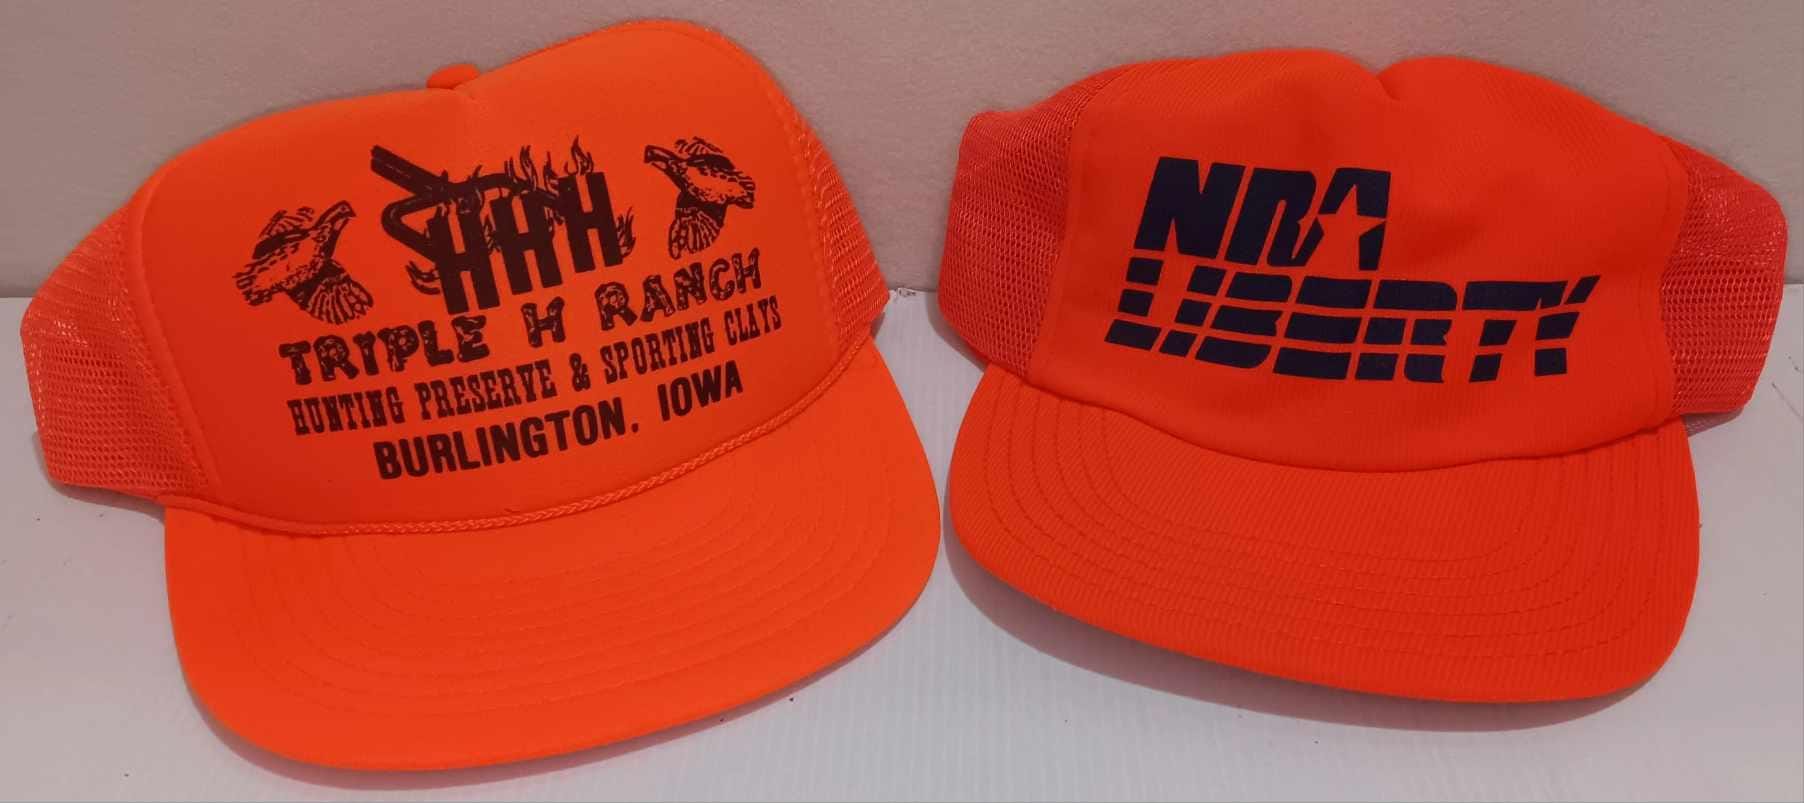 HHH
TRIPLE H RANCH
HUNTING PRESERVE & SPORTING CLAYS
BURLINGTON, IOWA
NRA
LIBERTY